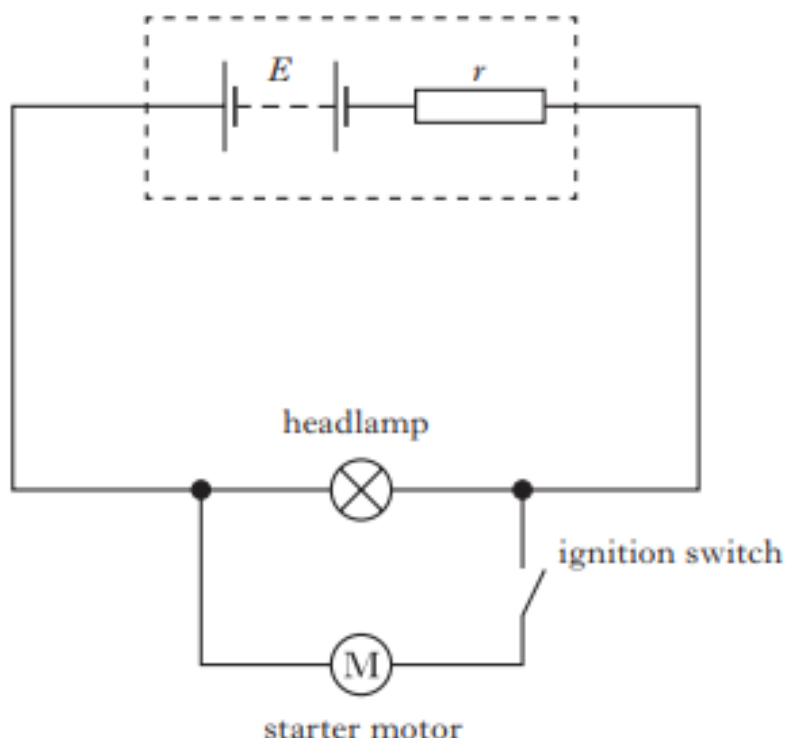 E
r
headlamp
ignition switch
M
starter motor